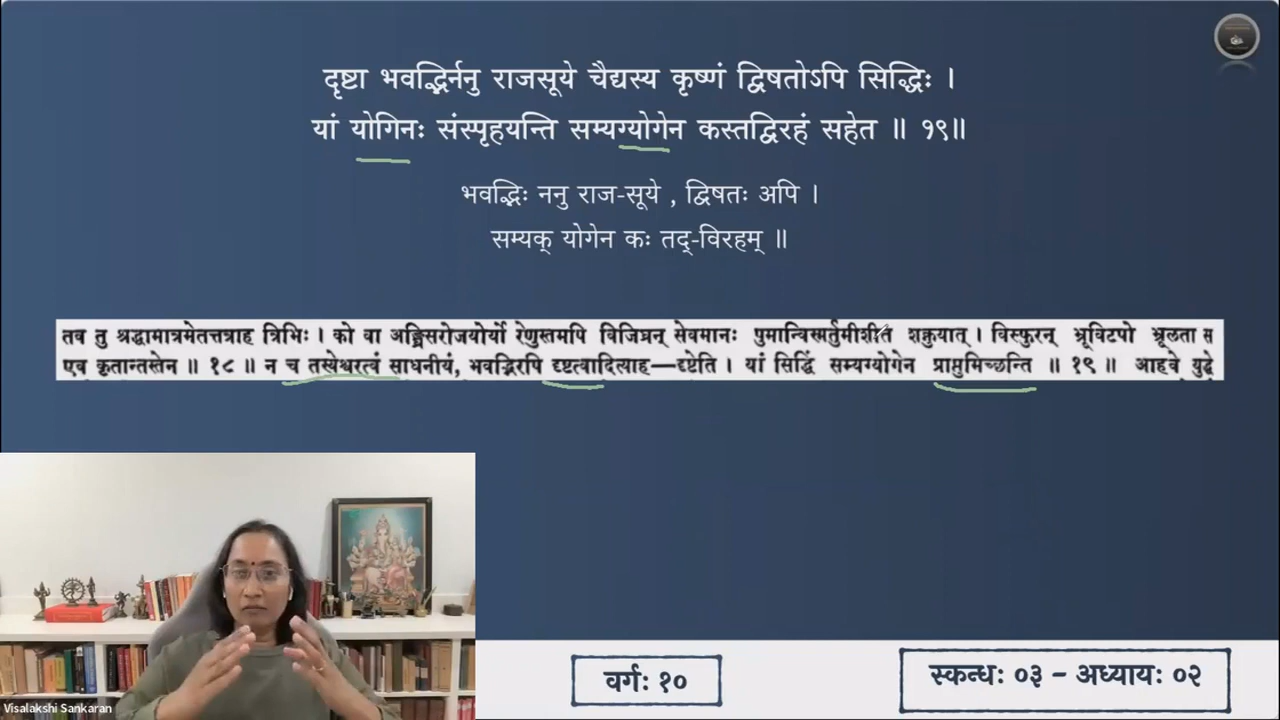 दृष्टा भवद्भिर्ननु राजसूये चैद्यस्य कृष्णं द्विषतोऽपि सिद्धिः ।
यां योगिनः संस्पृहयन्ति सम्यग्योगेन कस्तद्विरहं सहेत ॥ १९॥
भवद्भिः ननु राज-सूये , द्विषतः अपि ।
सम्यक् योगेन कः तद्-विरहम् ॥
तव तु श्रद्धामात्रमेतत्तत्राह त्रिभिः । को वा अङ्घ्रिसरोजयोर्यो रेणुस्तमपि विजिघ्रन् सेवमानः पुमान्विस्मर्तुमीशीत शक्नुयात् । विस्फुरन् भ्रूविटपो भ्रूलता स
एव कृतान्तस्तेन ॥ १८ ॥ न च तस्येश्वरत्वं साधनीयं, भवद्भिरपि दृष्टत्वादित्याह—दृष्टेति । यां सिद्धिं सम्यग्योगेन प्राप्तुमिच्छन्ति ॥ १९ ॥ आहवे युद्धे
Visalakshi Sankaran
वर्गः १०
स्कन्धः ०३ – अध्यायः ०२